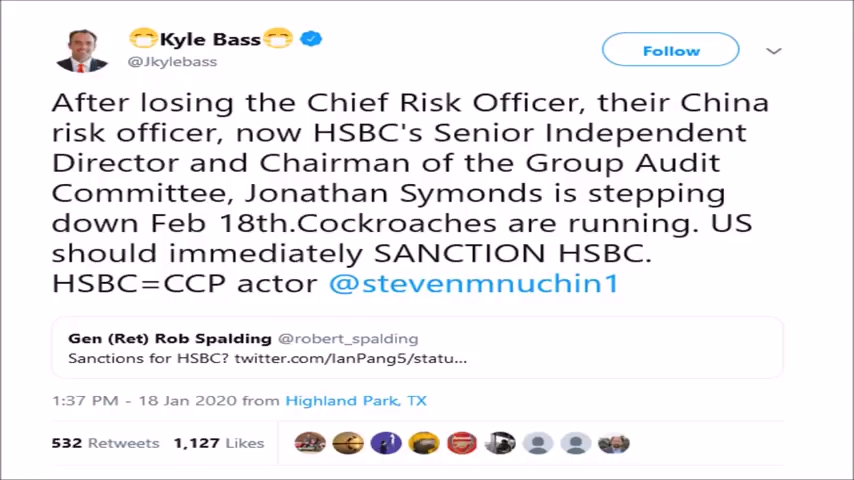 😷Kyle Bass😷
@Jkylebass
Follow
After losing the Chief Risk Officer, their China
risk officer, now HSBC's Senior Independent
Director and Chairman of the Group Audit
Committee, Jonathan Symonds is stepping
down Feb 18th.Cockroaches are running. US
should immediately SANCTION HSBC.
HSBC=CCP actor @stevenmnuchin1
Gen (Ret) Rob Spalding @robert_spalding
Sanctions for HSBC? twitter.com/IanPang5/statu...
1:37 PM - 18 Jan 2020 from Highland Park, TX
532 Retweets 1,127 Likes